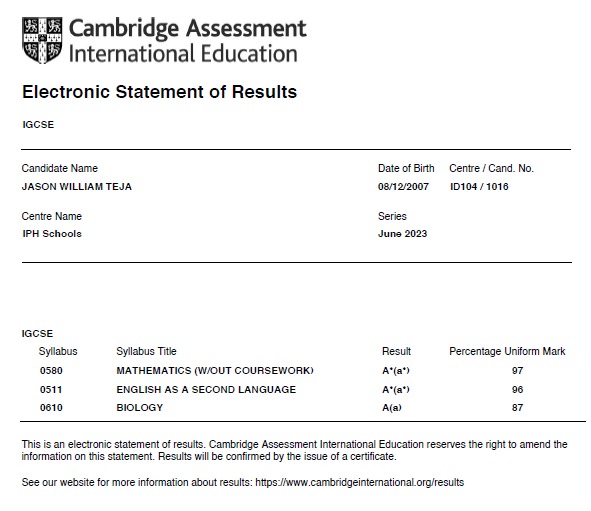 Cambridge Assessment
International Education
Electronic Statement of Results
IGCSE
Candidate Name Date of Birth Centre / Cand. No.
JASON WILLIAM TEJA 08/12/2007 ID104 / 1016
Centre Name Series
IPH Schools June 2023
IGCSE
Syllabus Syllabus Title Result Percentage Uniform Mark
0580 MATHEMATICS (W/OUT COURSEWORK) A*(a*) 97
0511 ENGLISH AS A SECOND LANGUAGE A*(a*) 96
0610 BIOLOGY A(a) 87
This is an electronic statement of results. Cambridge Assessment International Education reserves the right to amend the
information on this statement. Results will be confirmed by the issue of a certificate.
See our website for more information about results: https://www.cambridgeinternational.org/results